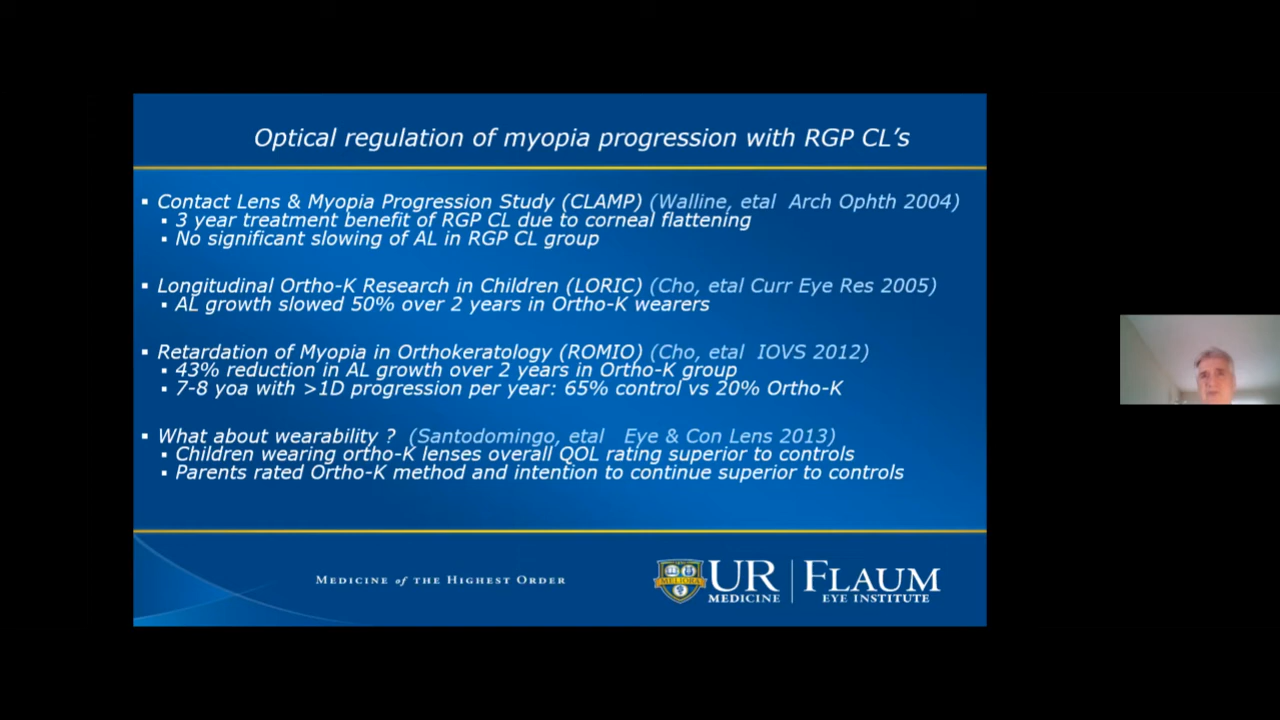 Optical regulation of myopia progression with RGP CL's
▪ Contact Lens & Myopia Progression Study (CLAMP) (Walline, etal Arch Ophth 2004)
▪ 3 year treatment benefit of RGP CL due to corneal flattening
▪ No significant slowing of AL in RGP CL group
▪ Longitudinal Ortho-K Research in Children (LORIC) (Cho, etal Curr Eye Res 2005)
▪ AL growth slowed 50% over 2 years in Ortho-K wearers
▪ Retardation of Myopia in Orthokeratology (ROMIO) (Cho, etal IOVS 2012)
▪ 43% reduction in AL growth over 2 years in Ortho-K group
▪ 7-8 yoa with >1D progression per year: 65% control vs 20% Ortho-K
▪ What about wearability ? (Santodomingo, etal Eye & Con Lens 2013)
▪ Children wearing ortho-K lenses overall QOL rating superior to controls
▪ Parents rated Ortho-K method and intention to continue superior to controls
MEDICINE of THE HIGHEST ORDER
MELIORA
UR
MEDICINE
FLAUM
EYE INSTITUTE